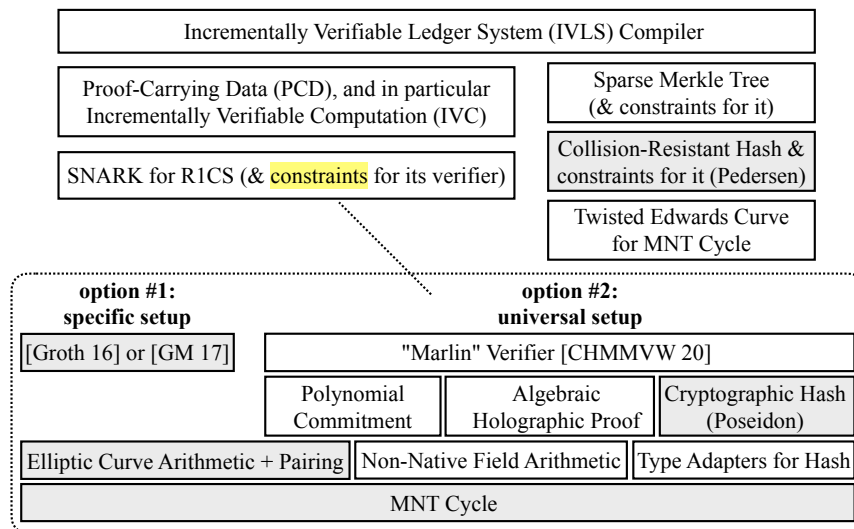 Incrementally Verifiable Ledger System (IVLS) Compiler
Proof-Carrying Data (PCD), and in particular
Incrementally Verifiable Computation (IVC)
Sparse Merkle Tree
(& constraints for it)
SNARK for R1CS (& constraints for its verifier)
Collision-Resistant Hash &
constraints for it (Pedersen)
Twisted Edwards Curve
for MNT Cycle
option #1:
specific setup
[Groth 16] or [GM 17]
option #2:
universal setup
"Marlin" Verifier [CHMMVW 20]
Polynomial
Commitment
Algebraic
Holographic Proof
Cryptographic Hash
(Poseidon)
Elliptic Curve Arithmetic + Pairing
Non-Native Field Arithmetic
Type Adapters for Hash
MNT Cycle